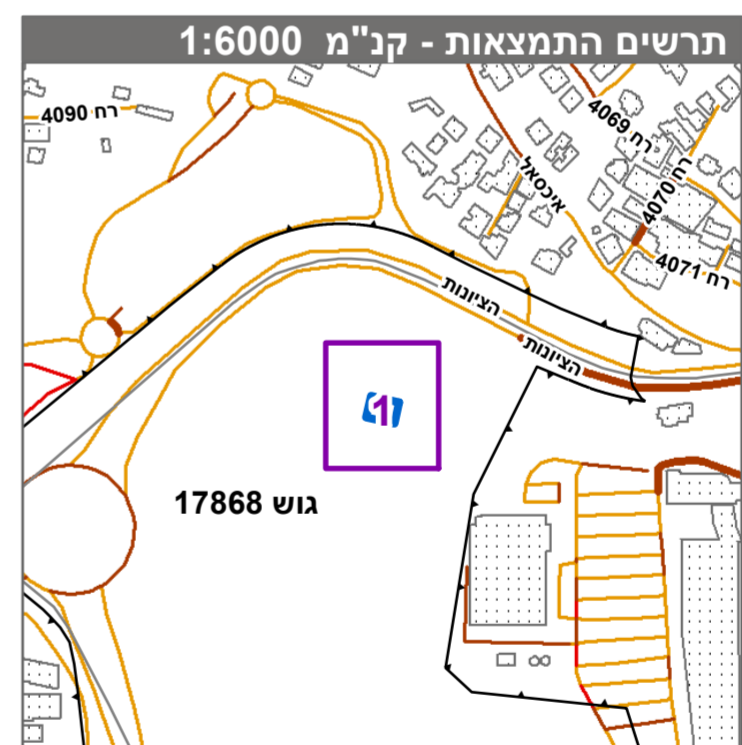 תרשים התמצאות - קנ"מ 1:6000
רח 4090
רח 4069
איכסאל
רח 4070
רח 4071
הציונות
הציונות
1
גוש 17868